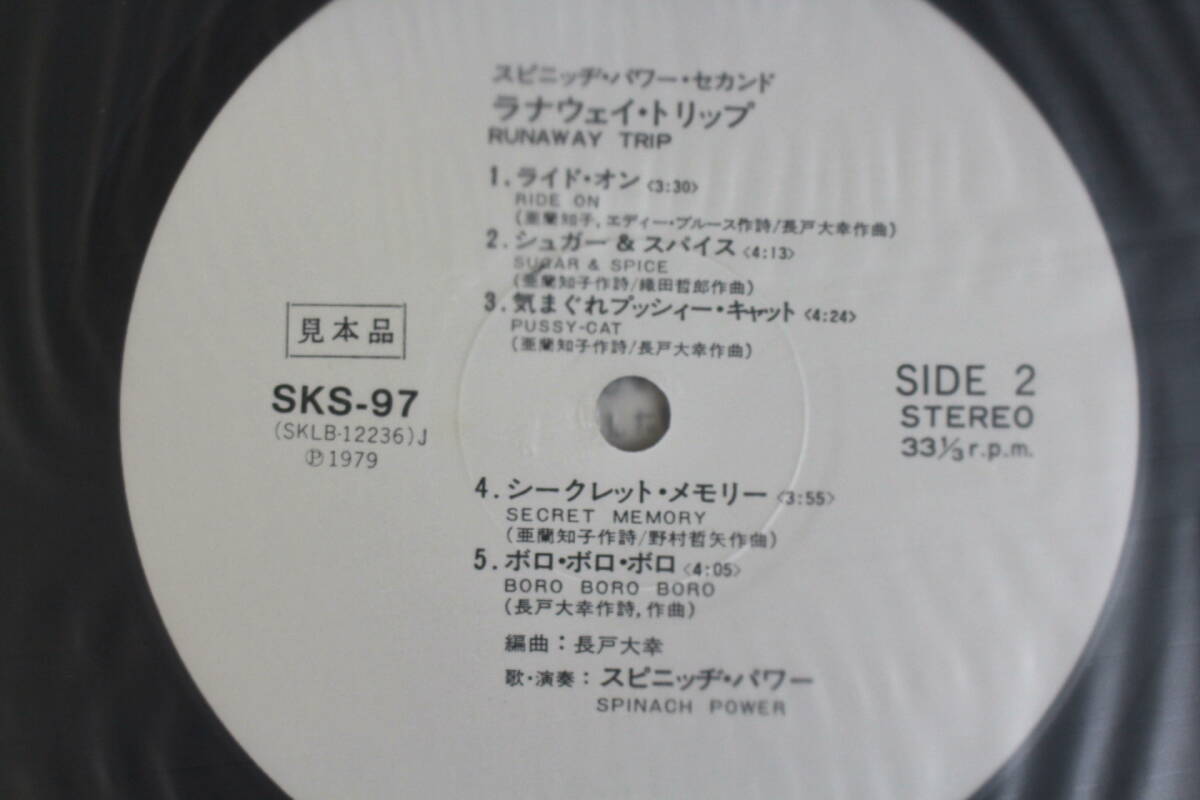 スピニッヂ・パワー・セカンド
ラナウェイ・トリップ
RUNAWAY TRIP
1. ライド・オン〈3:30〉
RIDE ON
(亜蘭知子, エディー・ブルース作詩/長戸大幸作曲)
2. シュガー & スパイス〈4:13〉
SUGAR & SPICE
(亜蘭知子作詩/織田哲郎作曲)
3. 気まぐれプッシィー・キャット〈4:24〉
PUSSY-CAT
(亜蘭知子作詩/長戸大幸作曲)
見本品
SKS-97
(SKLB-12236)J
Ⓟ1979
SIDE 2
STEREO
33⅓ r.p.m.
4. シークレット・メモリー〈3:55〉
SECRET MEMORY
(亜蘭知子作詩/野村哲矢作曲)
5. ボロ・ボロ・ボロ〈4:05〉
BORO BORO BORO
(長戸大幸作詩, 作曲)
編曲：長戸大幸
歌・演奏：スピニッヂ・パワー
SPINACH POWER